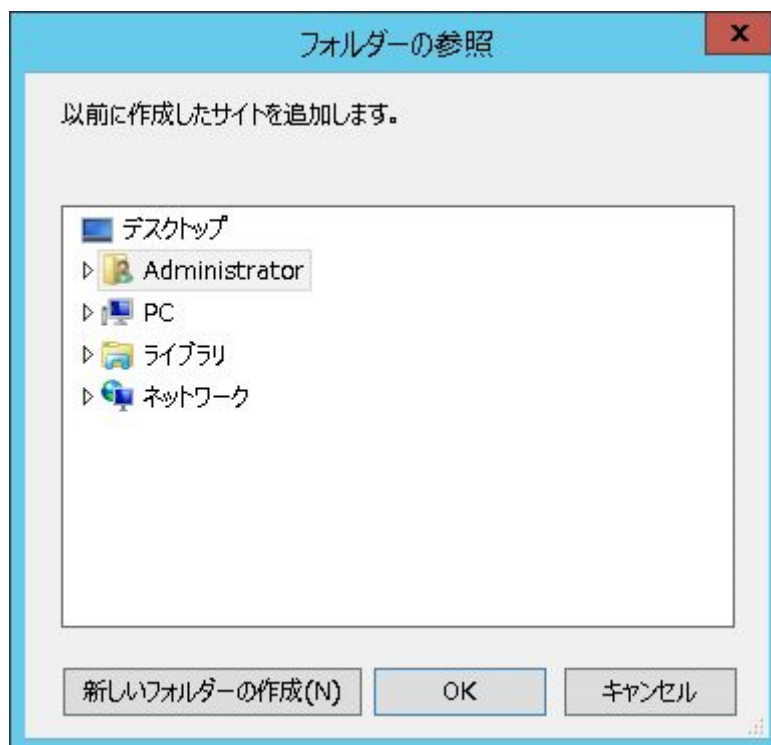 フォルダーの参照
以前に作成したサイトを追加します。
デスクトップ
Administrator
PC
ライブラリ
ネットワーク
新しいフォルダーの作成(N) OK キャンセル